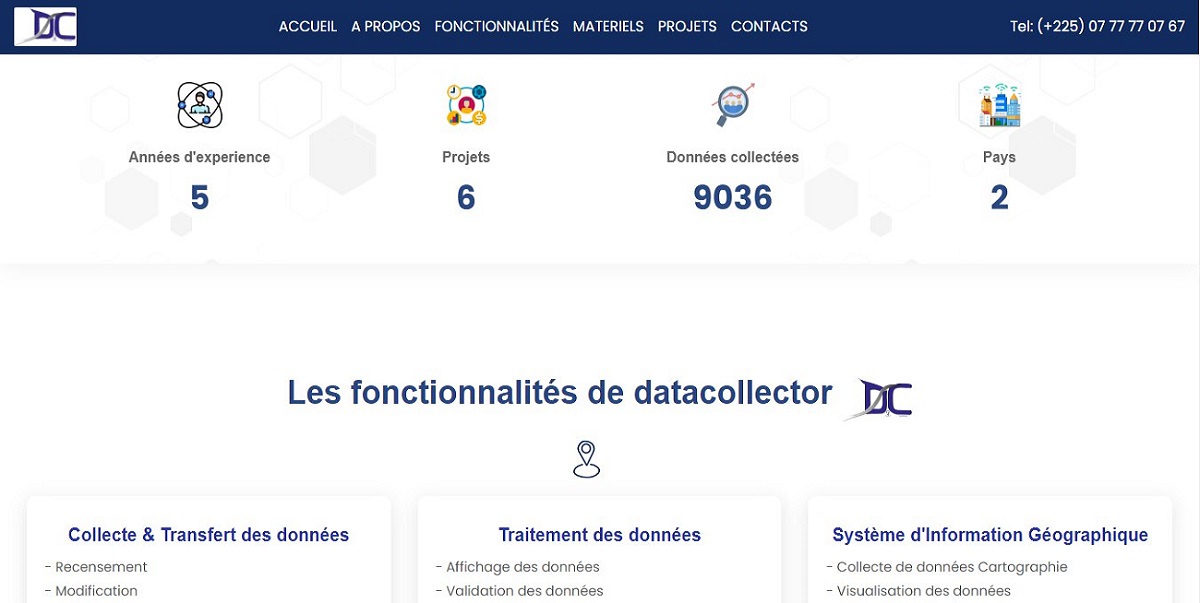 DC
ACCUEIL A PROPOS FONCTIONNALITÉS MATERIELS PROJETS CONTACTS
Tel: (+225) 07 77 77 07 67
Années d'experience
5
Projets
6
Données collectées
9036
Pays
2
Les fonctionnalités de datacollector
DC
Collecte & Transfert des données
- Recensement
- Modification
Traitement des données
- Affichage des données
- Validation des données
Système d'Information Géographique
- Collecte de données Cartographie
- Visualisation des données